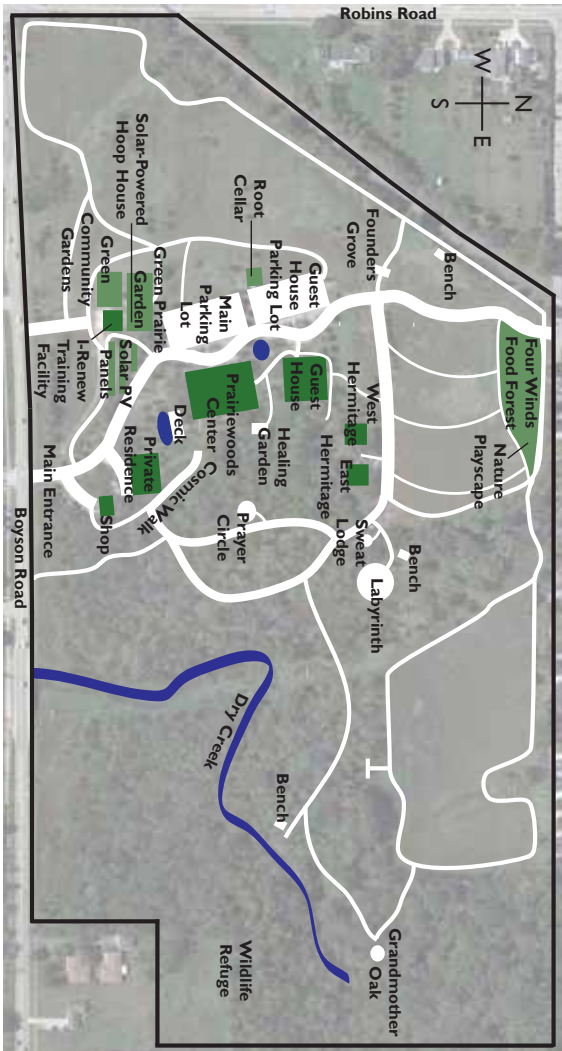 Robins Road
N
W
E
S
Solar-Powered
Hoop House
Root
Cellar
Founder's
Grove
Bench
Four Winds
Food Forest
Nature
Playscape
Guest
House
Parking Lot
Main
Parking
Lot
Green Prairie
Garden
Green
Community
Gardens
I-Renew
Training
Facility
Solar PV
Panels
West
Hermitage
East
Hermitage
Guest
House
Prairiewoods
Center
Healing
Garden
Deck
Private
Residence
Cosmic Walk
Main Entrance
Shop
Prayer
Circle
Sweat
Lodge
Bench
Labyrinth
Boyson Road
Dry Creek
Bench
Grandmother
Oak
Wildlife
Refuge